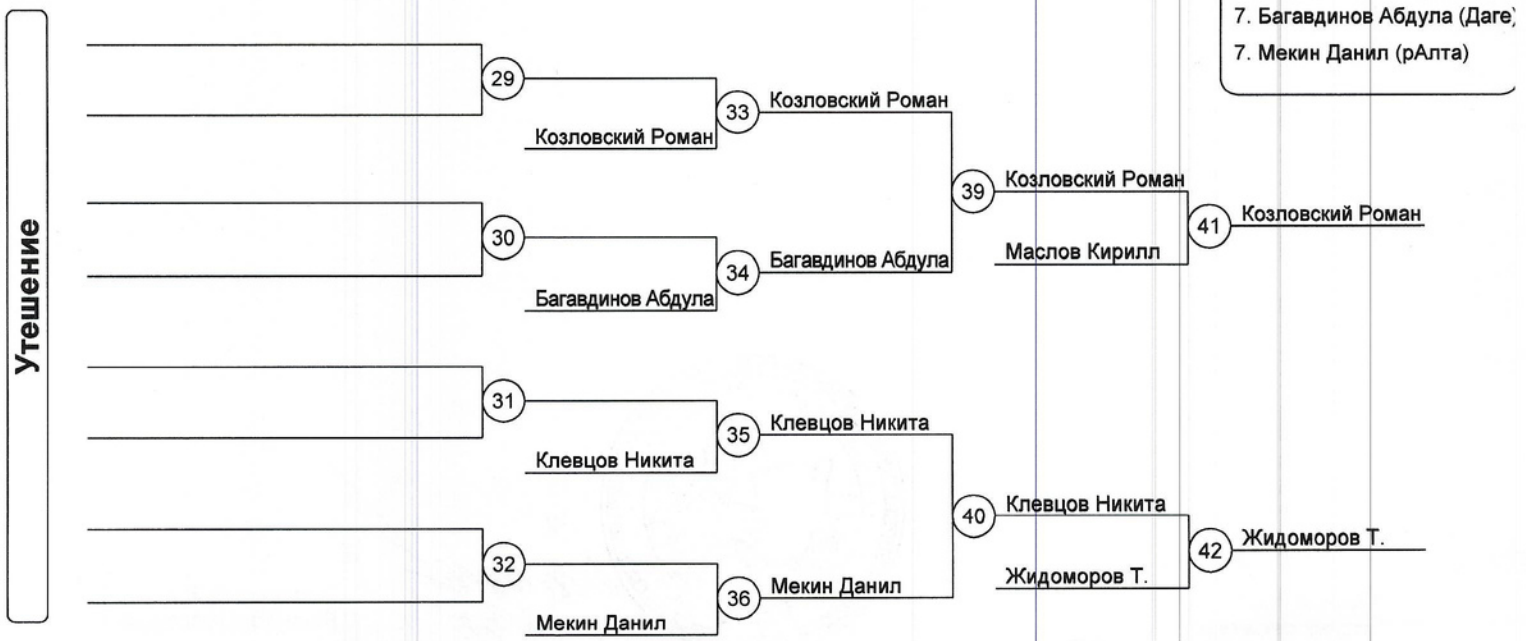 7. Багавдинов Абдула (Даге)
7. Мекин Данил (рАлта)
Утешение
29
Козловский Роман
33
Козловский Роман
30
Багавдинов Абдула
34
Багавдинов Абдула
39
Козловский Роман
Маслов Кирилл
41
Козловский Роман
31
Клевцов Никита
35
Клевцов Никита
32
Мекин Данил
36
Мекин Данил
40
Клевцов Никита
Жидоморов Т.
42
Жидоморов Т.